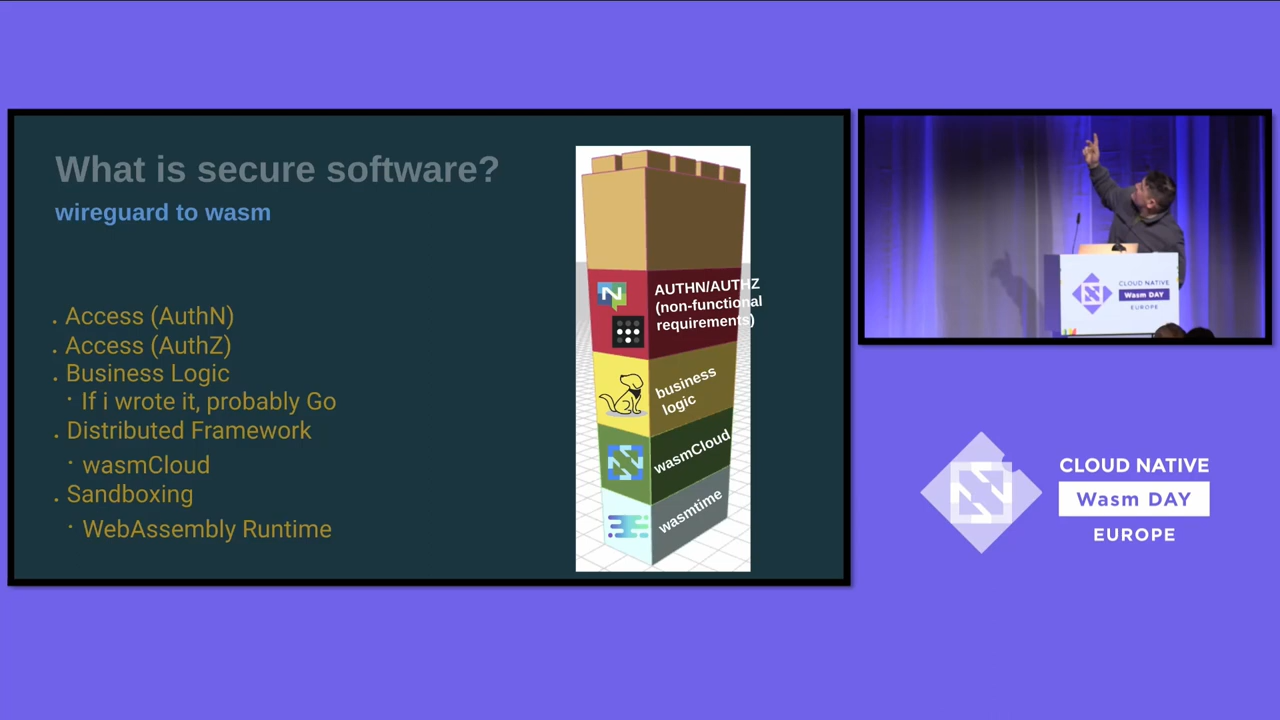 What is secure software?
wireguard to wasm
. Access (AuthN)
. Access (AuthZ)
. Business Logic
· If i wrote it, probably Go
. Distributed Framework
· wasmCloud
. Sandboxing
· WebAssembly Runtime
N
AUTHN/AUTHZ
(non-functional
requirements)
business
logic
wasmCloud
wasmtime
CLOUD NATIVE
Wasm DAY
EUROPE
CLOUD NATIVE
Wasm DAY
EUROPE